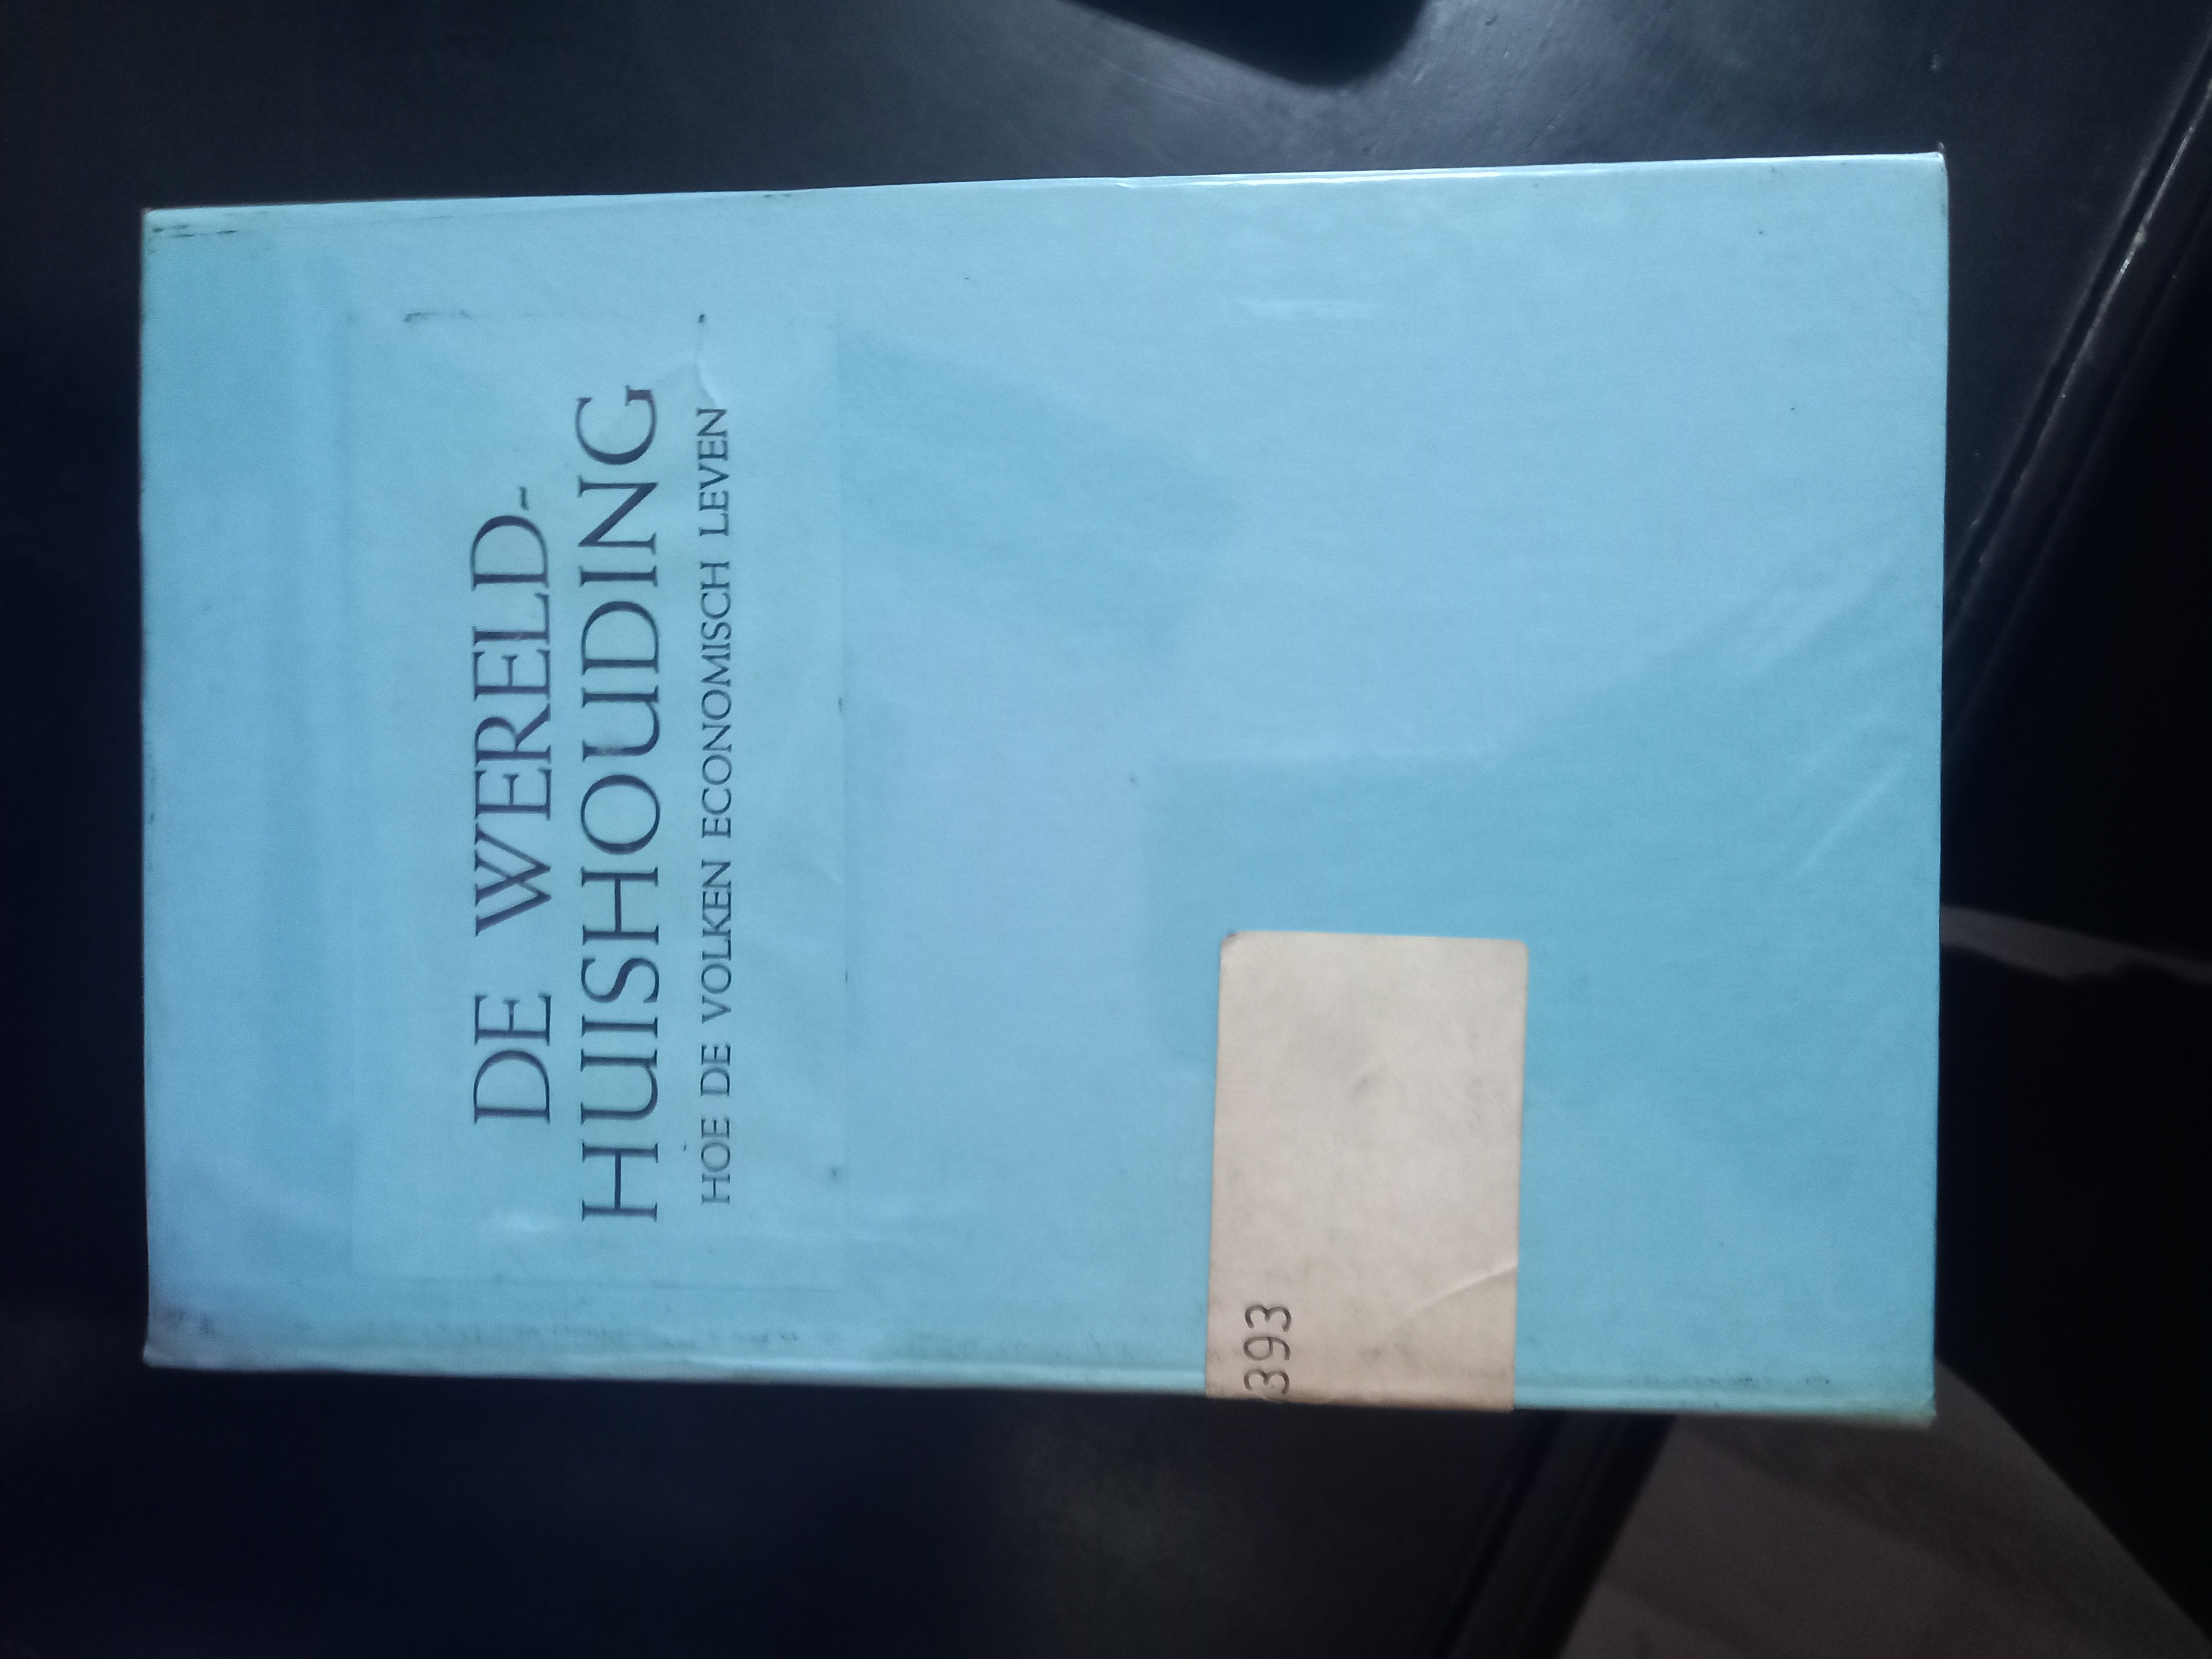 DE WERELD-
HUISHOUDING
HOE DE VOLKEN ECONOMISCH LEVEN
393